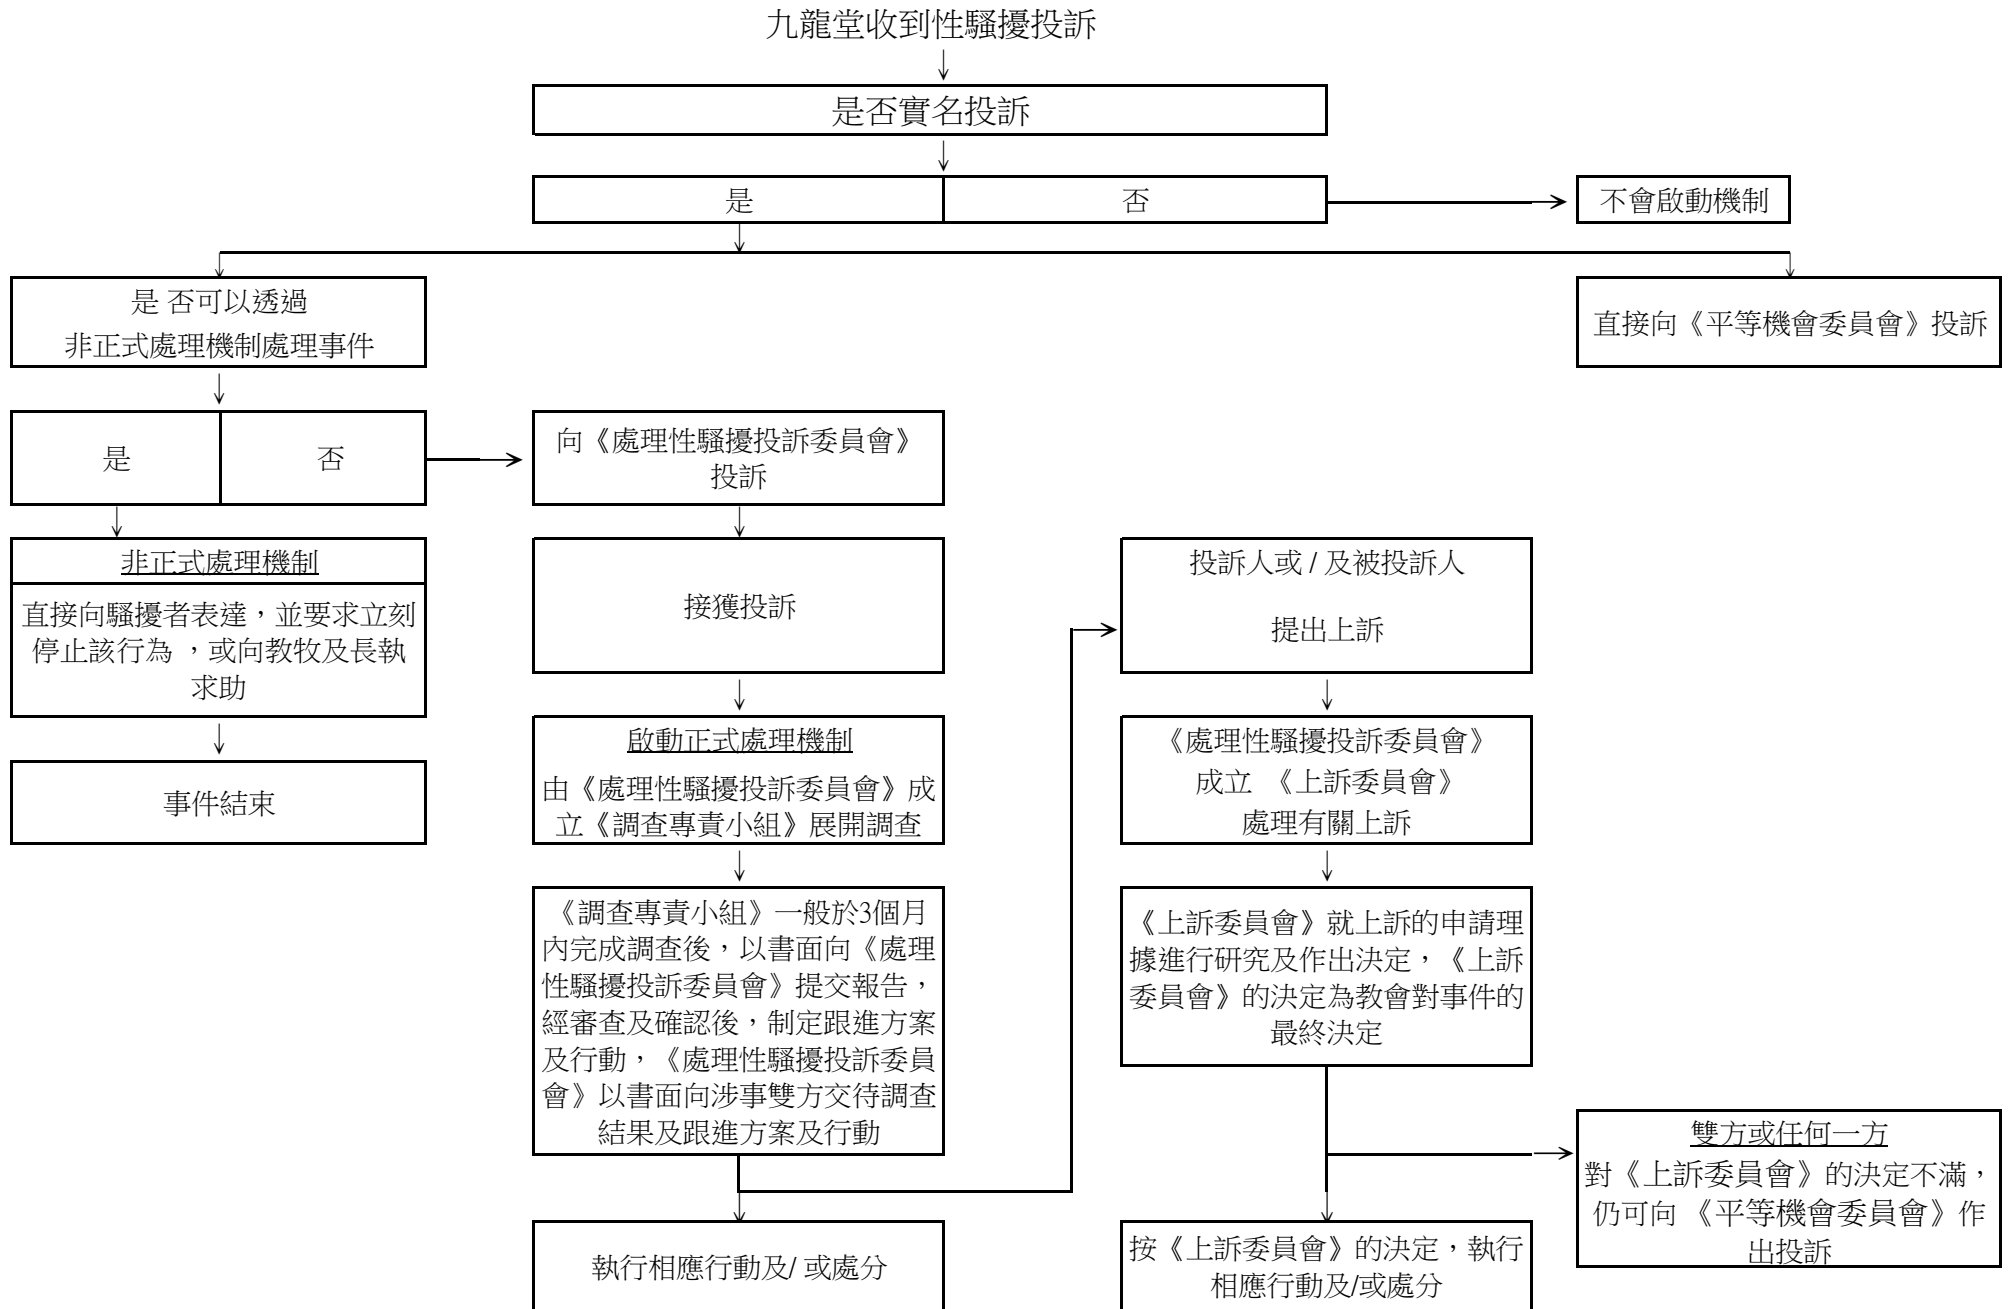 九龍堂收到性騷擾投訴
是否實名投訴
是
否
不會啟動機制
是 否可以透過
非正式處理機制處理事件
直接向《平等機會委員會》投訴
是
否
向《處理性騷擾投訴委員會》
投訴
非正式處理機制
直接向騷擾者表達，並要求立刻
停止該行為 ，或向教牧及長執
求助
事件結束
接獲投訴
啟動正式處理機制
由《處理性騷擾投訴委員會》成
立《調查專責小組》展開調查
《調查專責小組》一般於3個月
內完成調查後，以書面向《處理
性騷擾投訴委員會》提交報告，
經審查及確認後，制定跟進方案
及行動，《處理性騷擾投訴委員
會》以書面向涉事雙方交待調查
結果及跟進方案及行動
執行相應行動及/ 或處分
投訴人或 / 及被投訴人
提出上訴
《處理性騷擾投訴委員會》
成立 《上訴委員會》
處理有關上訴
《上訴委員會》就上訴的申請理
據進行研究及作出決定，《上訴
委員會》的決定為教會對事件的
最終決定
按《上訴委員會》的決定，執行
相應行動及/或處分
雙方或任何一方
對《上訴委員會》的決定不滿，
仍可向 《平等機會委員會》作
出投訴